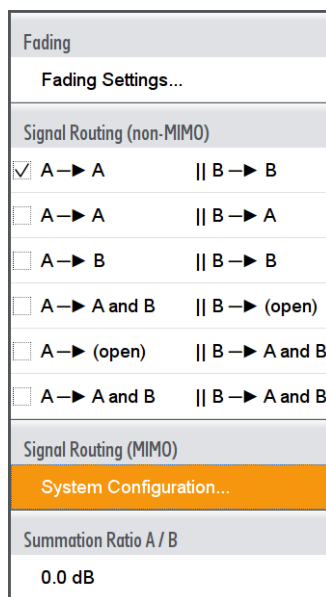 Fading
Fading Settings...
Signal Routing (non-MIMO)
A —► A || B —► B
A —► A || B —► A
A —► B || B —► B
A —► A and B || B —► (open)
A —► (open) || B —► A and B
A —► A and B || B —► A and B
Signal Routing (MIMO)
System Configuration...
Summation Ratio A / B
0.0 dB